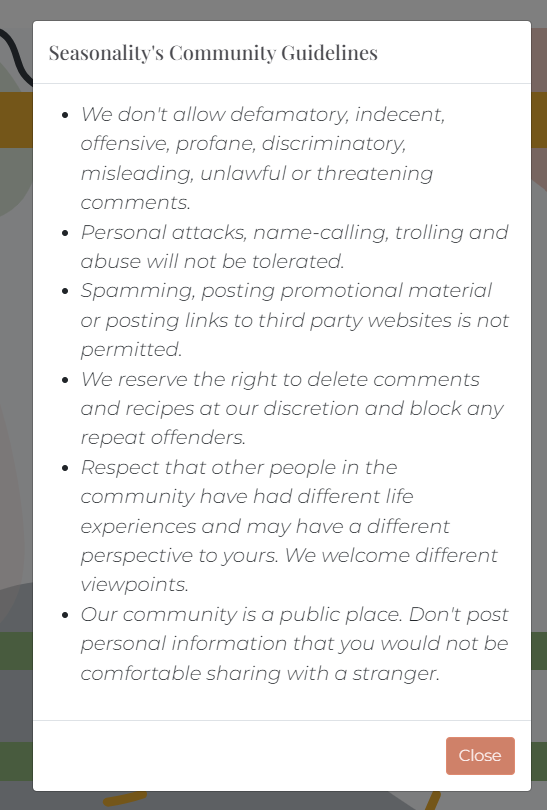 Seasonality's Community Guidelines
We don't allow defamatory, indecent,
offensive, profane, discriminatory,
misleading, unlawful or threatening
comments.
Personal attacks, name-calling, trolling and
abuse will not be tolerated.
Spamming, posting promotional material
or posting links to third party websites is not
permitted.
We reserve the right to delete comments
and recipes at our discretion and block any
repeat offenders.
Respect that other people in the
community have had different life
experiences and may have a different
perspective to yours. We welcome different
viewpoints.
Our community is a public place. Don't post
personal information that you would not be
comfortable sharing with a stranger.
Close